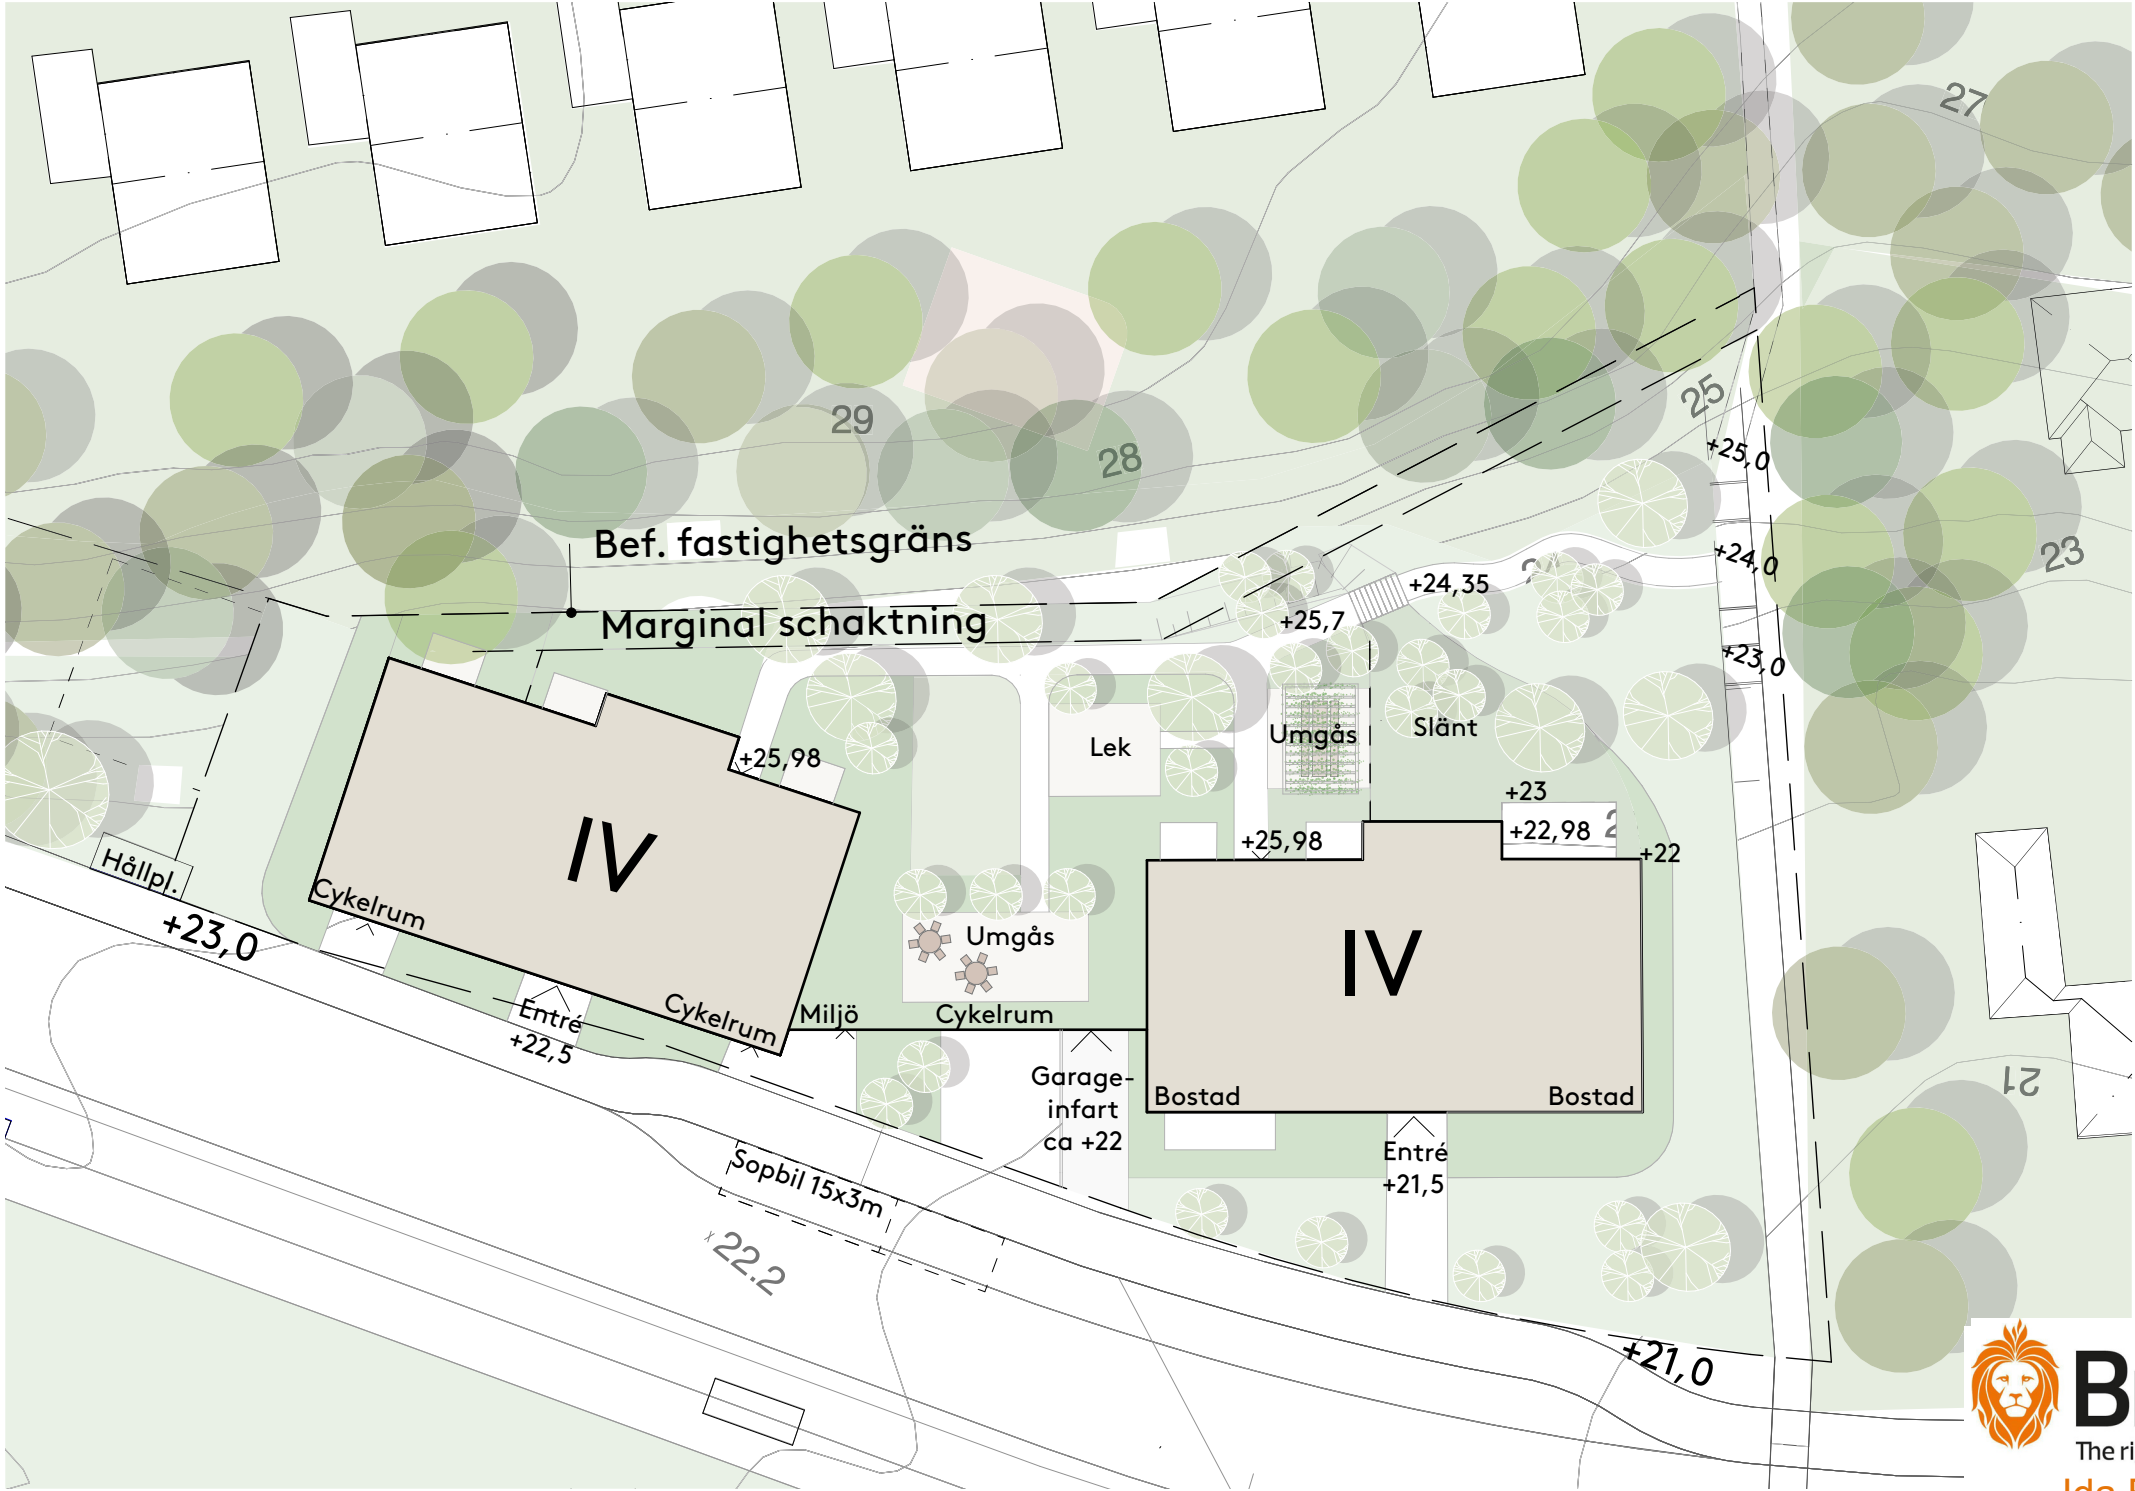 27
29
28
25
+25,0
Bef. fastighetsgräns
+24,0
23
+24,35
Marginal schaktning
+25,7
+23,0
Umgås
Slänt
Lek
+25,98
+23
+22,98
+25,98
+22
IV
Hållpl.
Cykelrum
+23,0
Umgås
IV
Entré
+22,5
Cykelrum
Miljö
Cykelrum
Garage-
infart
ca +22
Bostad
Bostad
21
Entré
+21,5
Sopbil 15x3m
22.2
+21,0
The ri